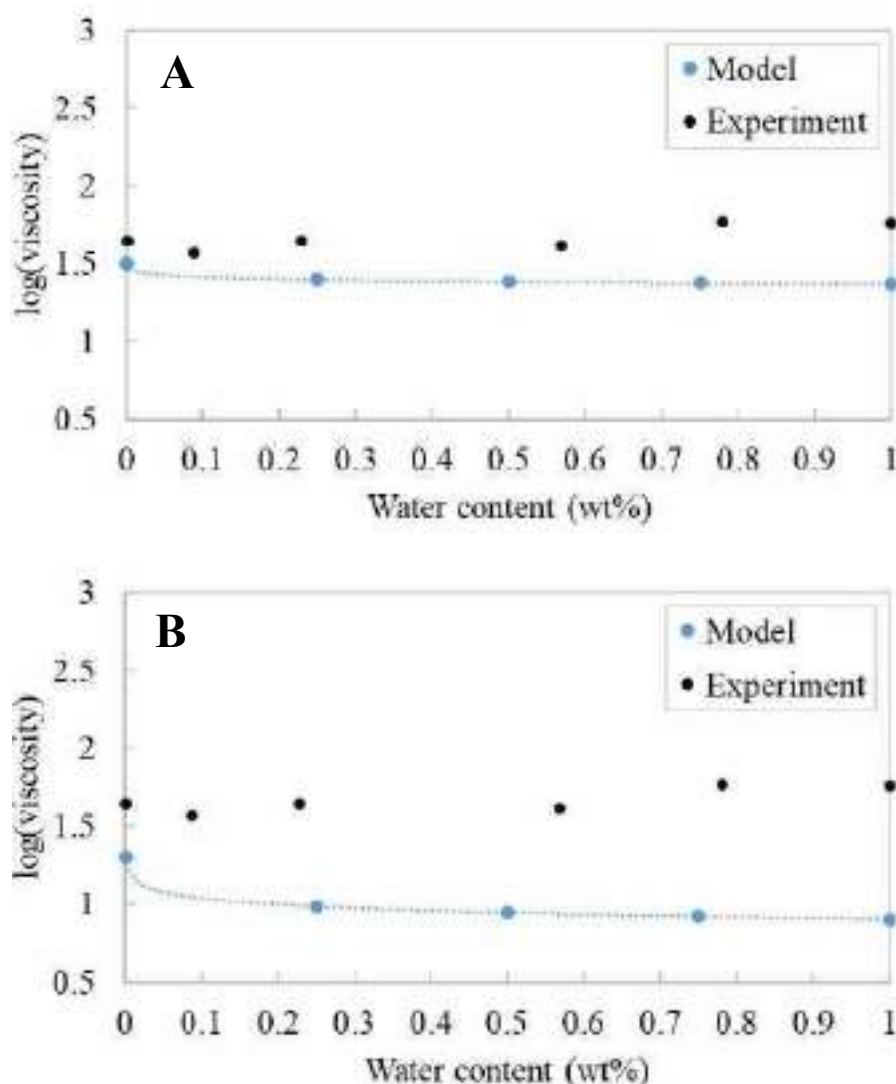 3
A
Model
2.5
Experiment
log(viscosity)
2
1.5
1
0.5
0 0.1 0.2 0.3 0.4 0.5 0.6 0.7 0.8 0.9 1
Water content (wt%)
3
B
Model
2.5
Experiment
log(viscosity)
2
1.5
1
0.5
0 0.1 0.2 0.3 0.4 0.5 0.6 0.7 0.8 0.9 1
Water content (wt%)